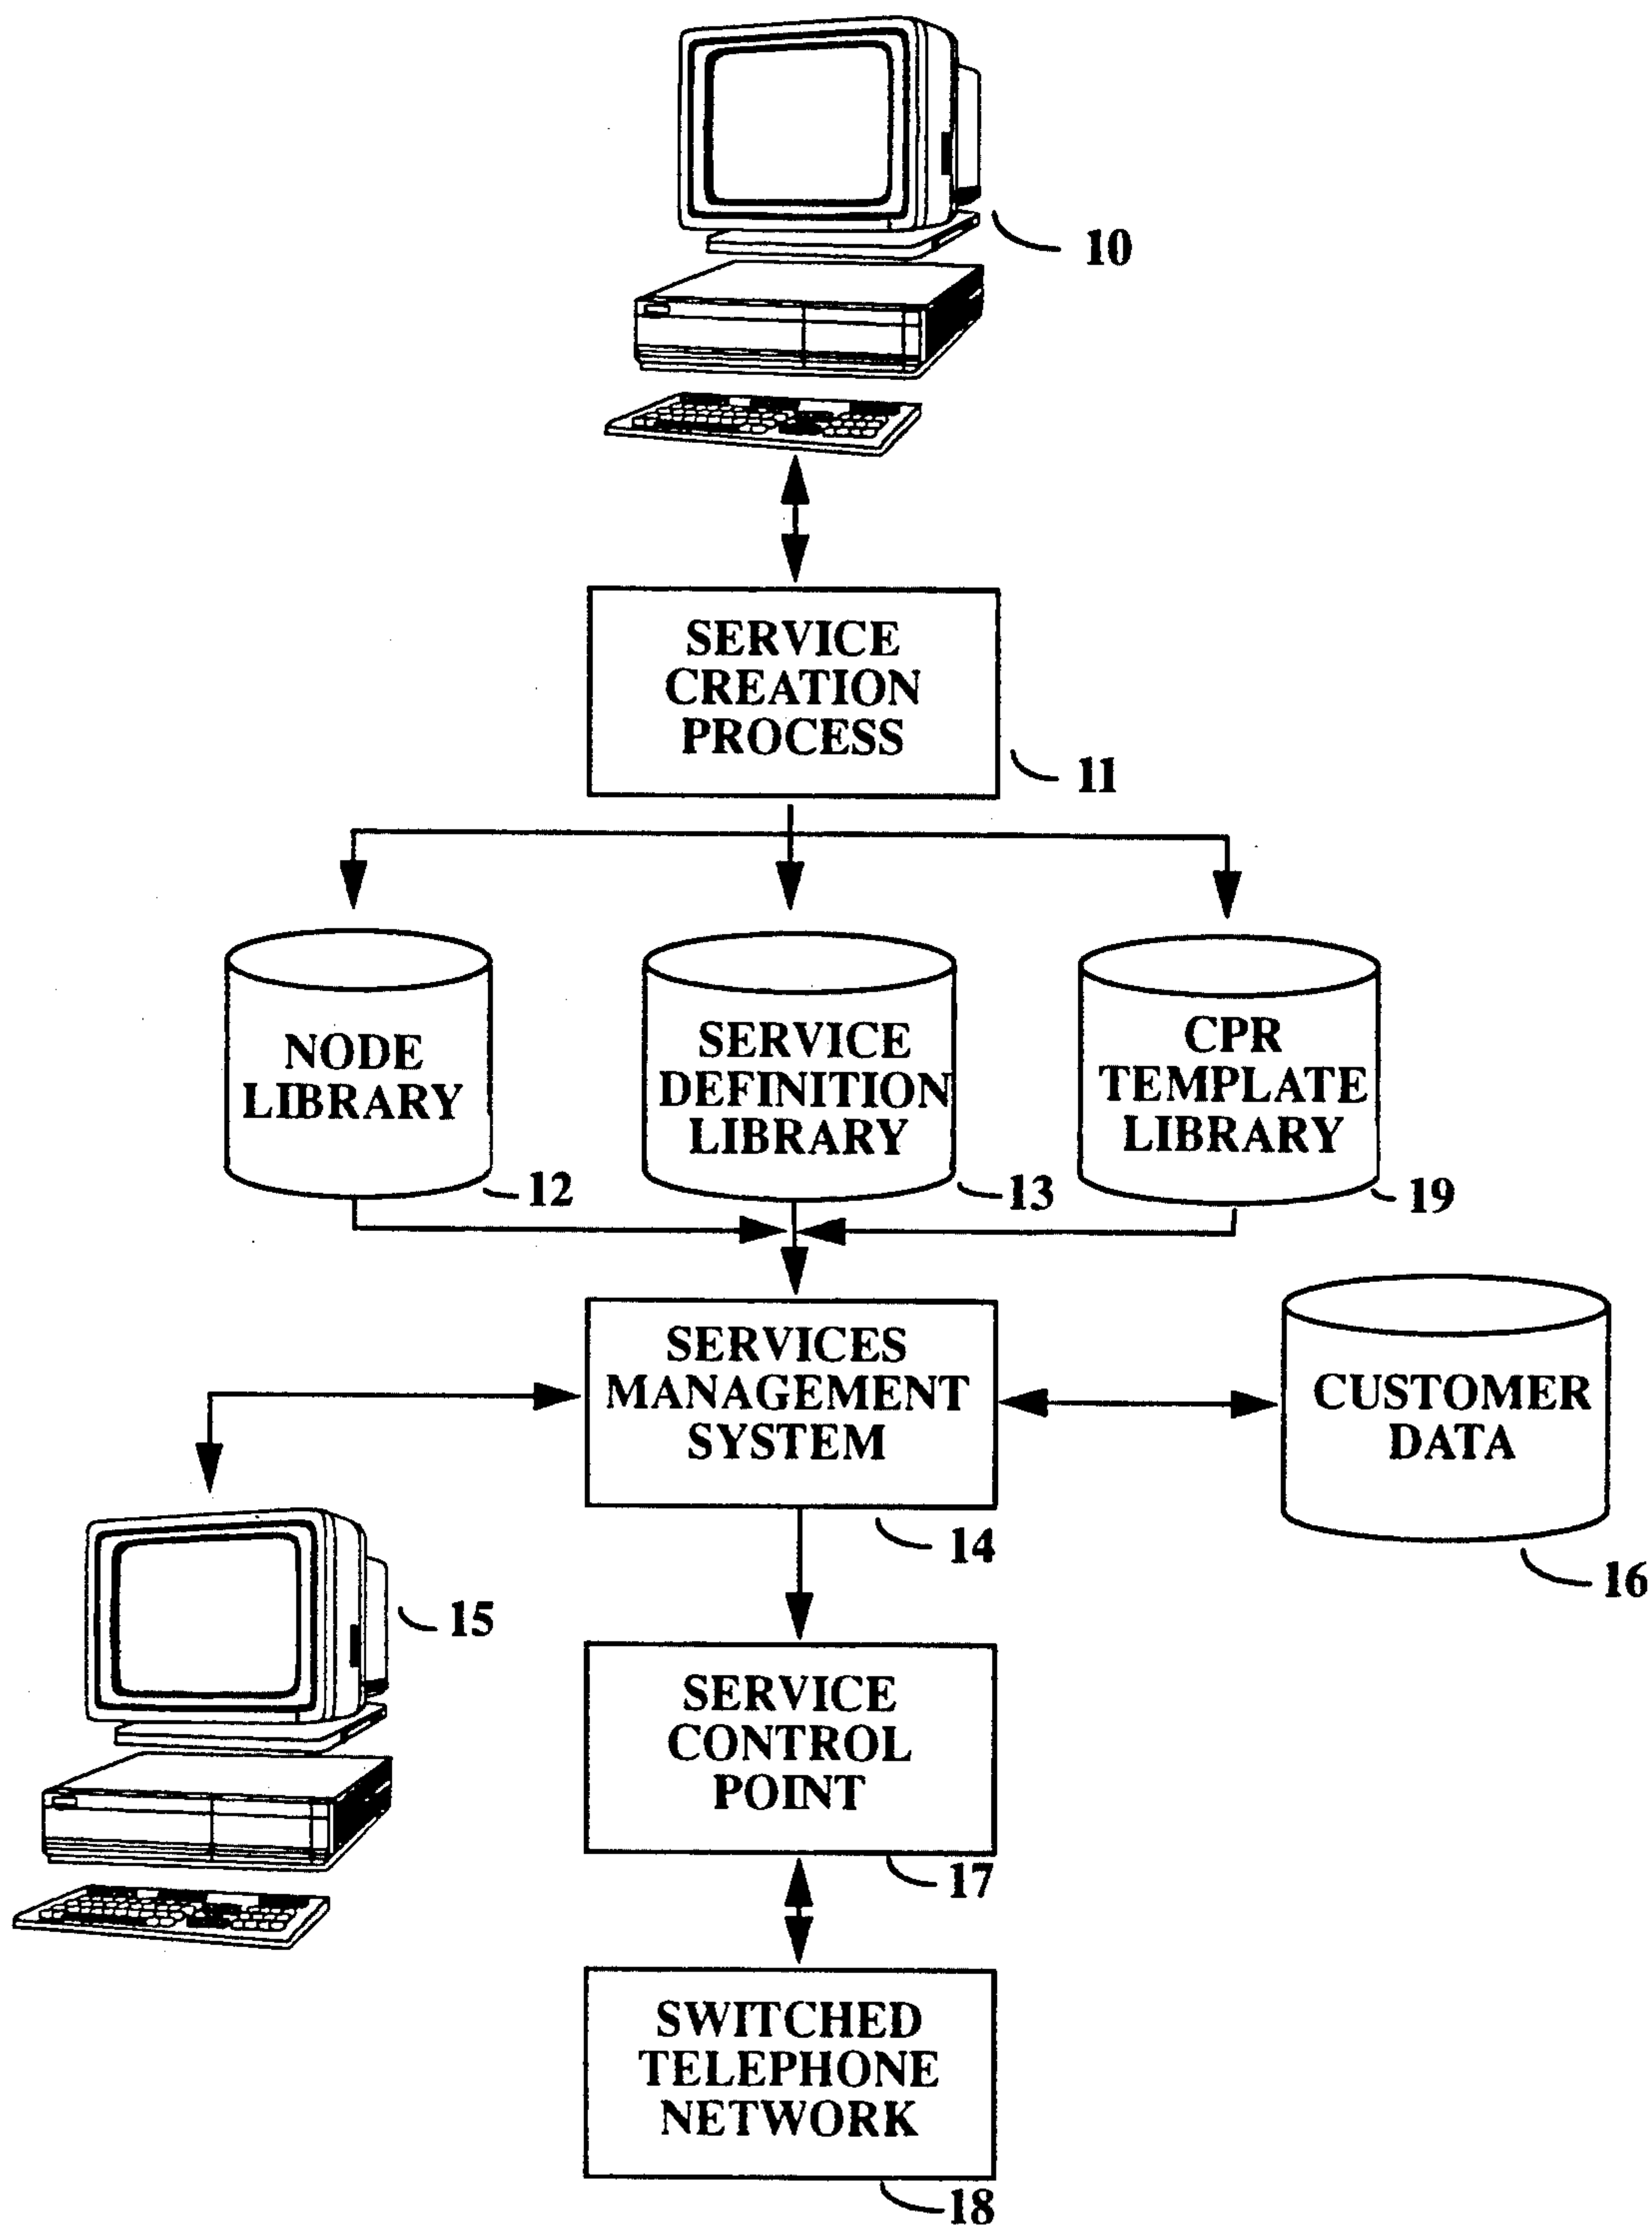 10
SERVICE
CREATION
PROCESS
11
NODE
LIBRARY
12
SERVICE
DEFINITION
LIBRARY
13
CPR
TEMPLATE
LIBRARY
19
SERVICES
MANAGEMENT
SYSTEM
14
CUSTOMER
DATA
16
15
SERVICE
CONTROL
POINT
17
SWITCHED
TELEPHONE
NETWORK
18